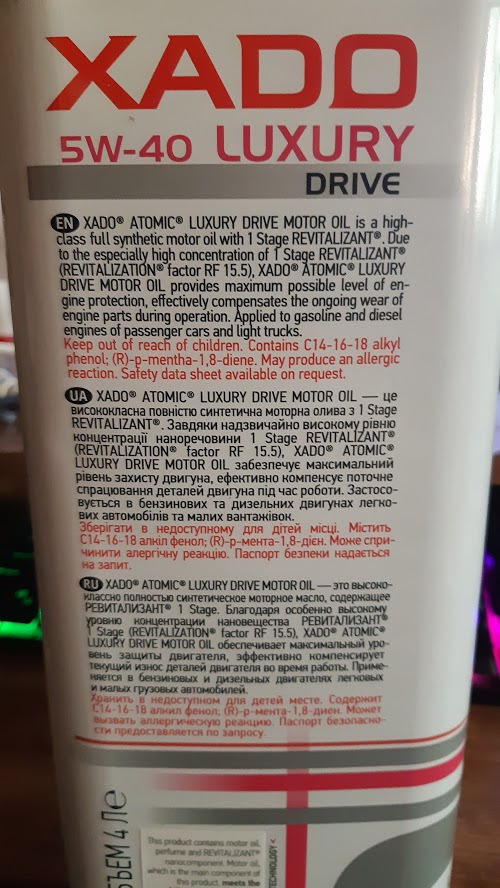 XADO
5W-40 LUXURY
DRIVE
EN XADO® ATOMIC® LUXURY DRIVE MOTOR OIL is a high-
class full synthetic motor oil with 1 Stage REVITALIZANT®. Due
to the especially high concentration of 1 Stage REVITALIZANT®
(REVITALIZATION® factor RF 15.5), XADO® ATOMIC® LUXURY
DRIVE MOTOR OIL provides maximum possible level of en-
gine protection, effectively compensates the ongoing wear of
engine parts during operation. Applied to gasoline and diesel
engines of passenger cars and light trucks.
Keep out of reach of children. Contains C14-16-18 alkyl
phenol; (R)-p-mentha-1,8-diene. May produce an allergic
reaction. Safety data sheet available on request.
UA XADO® ATOMIC® LUXURY DRIVE MOTOR OIL — це
висококласна повністю синтетична моторна олива з 1 Stage
REVITALIZANT®. Завдяки надзвичайно високому рівню
концентрації наноречовини 1 Stage REVITALIZANT®
(REVITALIZATION® factor RF 15.5), XADO® ATOMIC®
LUXURY DRIVE MOTOR OIL забезпечує максимальний
рівень захисту двигуна, ефективно компенсує поточне
спрацювання деталей двигуна під час роботи. Застосо-
вується в бензинових та дизельних двигунах легко-
вих автомобілів та малих вантажівок.
Зберігати в недоступному для дітей місці. Містить
C14-16-18 алкіл фенол; (R)-p-мента-1,8-дієн. Може спри-
чинити алергічну реакцію. Паспорт безпеки надається
на запит.
RU XADO® ATOMIC® LUXURY DRIVE MOTOR OIL — это высоко-
классно полностью синтетическое моторное масло, содержащее
РЕВИТАЛИЗАНТ® 1 Stage. Благодаря особенно высокому
уровню концентрации нановещества РЕВИТАЛИЗАНТ®
1 Stage (REVITALIZATION® factor RF 15.5), XADO® ATOMIC®
LUXURY DRIVE MOTOR OIL обеспечивает максимальный уро-
вень защиты двигателя, эффективно компенсирует
текущий износ деталей двигателя во время работы. Приме-
няется в бензиновых и дизельных двигателях легковых
и малых грузовых автомобилей.
Хранить в недоступном для детей месте. Содержит
C14-16-18 алкил фенол; (R)-p-мента-1,8-диен. Может
вызвать аллергическую реакцию. Паспорт безопасно-
сти предоставляется по запросу.
ЪЕМ 4 Л℮
This product contains motor oil,
perfume and REVITALIZANT®
nanocomponent. Motor oil,
which is the main component of
this product, meets the
TECHNOLOGY